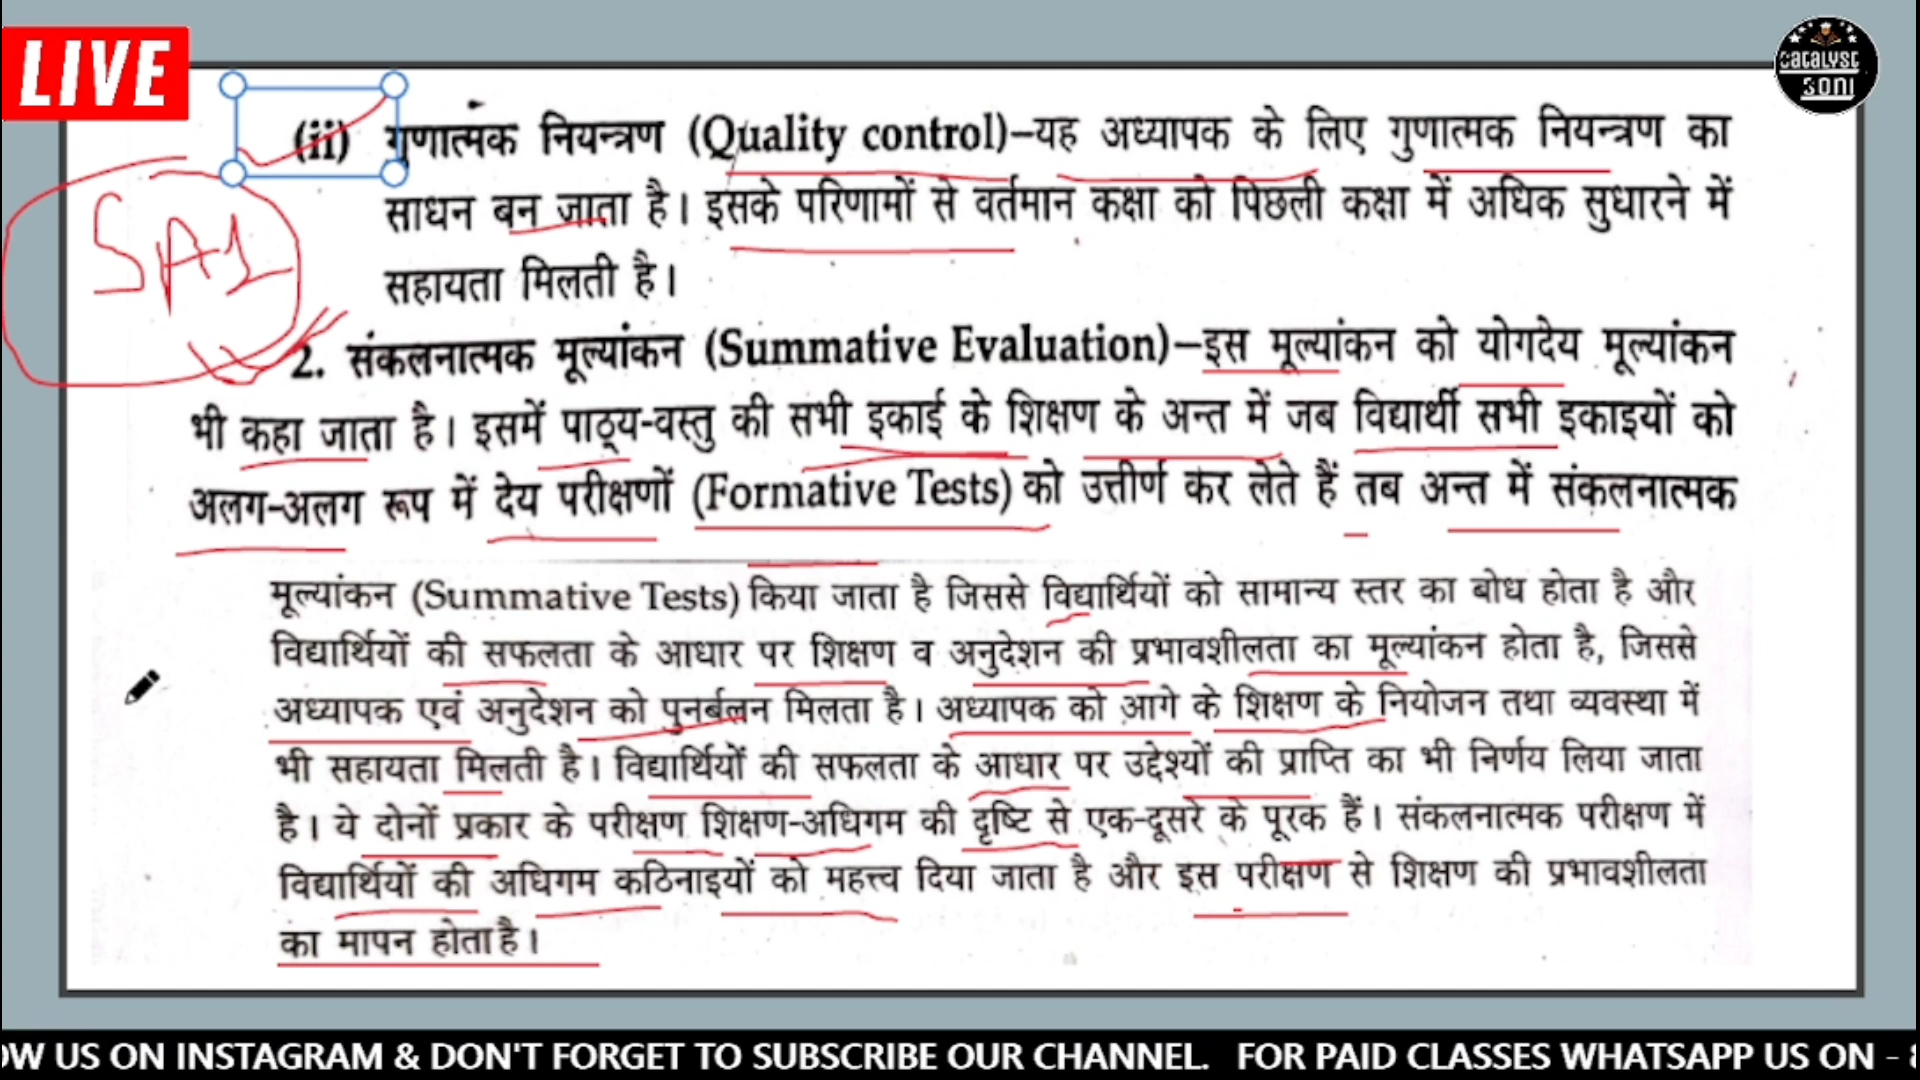 LIVE
catalyst
SONI
(ii) गुणात्मक नियन्त्रण (Quality control)–यह अध्यापक के लिए गुणात्मक नियन्त्रण का
साधन बन जाता है। इसके परिणामों से वर्तमान कक्षा को पिछली कक्षा में अधिक सुधारने में
सहायता मिलती है।
SA1
2. संकलनात्मक मूल्यांकन (Summative Evaluation)–इस मूल्यांकन को योगदेय मूल्यांकन
भी कहा जाता है। इसमें पाठ्य-वस्तु की सभी इकाई के शिक्षण के अन्त में जब विद्यार्थी सभी इकाइयों को
अलग-अलग रूप में देय परीक्षणों (Formative Tests) को उत्तीर्ण कर लेते हैं तब अन्त में संकलनात्मक
मूल्यांकन (Summative Tests) किया जाता है जिससे विद्यार्थियों को सामान्य स्तर का बोध होता है और
विद्यार्थियों की सफलता के आधार पर शिक्षण व अनुदेशन की प्रभावशीलता का मूल्यांकन होता है, जिससे
अध्यापक एवं अनुदेशन को पुनर्बलन मिलता है। अध्यापक को आगे के शिक्षण के नियोजन तथा व्यवस्था में
भी सहायता मिलती है। विद्यार्थियों की सफलता के आधार पर उद्देश्यों की प्राप्ति का भी निर्णय लिया जाता
है। ये दोनों प्रकार के परीक्षण शिक्षण-अधिगम की दृष्टि से एक-दूसरे के पूरक हैं। संकलनात्मक परीक्षण में
विद्यार्थियों की अधिगम कठिनाइयों को महत्त्व दिया जाता है और इस परीक्षण से शिक्षण की प्रभावशीलता
का मापन होता है।
OW US ON INSTAGRAM & DON'T FORGET TO SUBSCRIBE OUR CHANNEL. FOR PAID CLASSES WHATSAPP US ON -